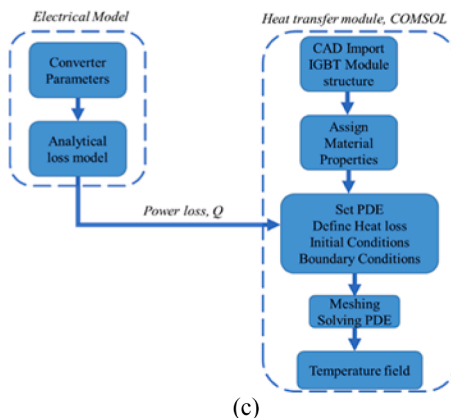 Electrical Model
Converter
Parameters
Analytical
loss model
Power loss, Q
Heat transfer module, COMSOL
CAD Import
IGBT Module
structure
Assign
Material
Properties
Set PDE
Define Heat loss
Initial Conditions
Boundary Conditions
Meshing
Solving PDE
Temperature field
(c)